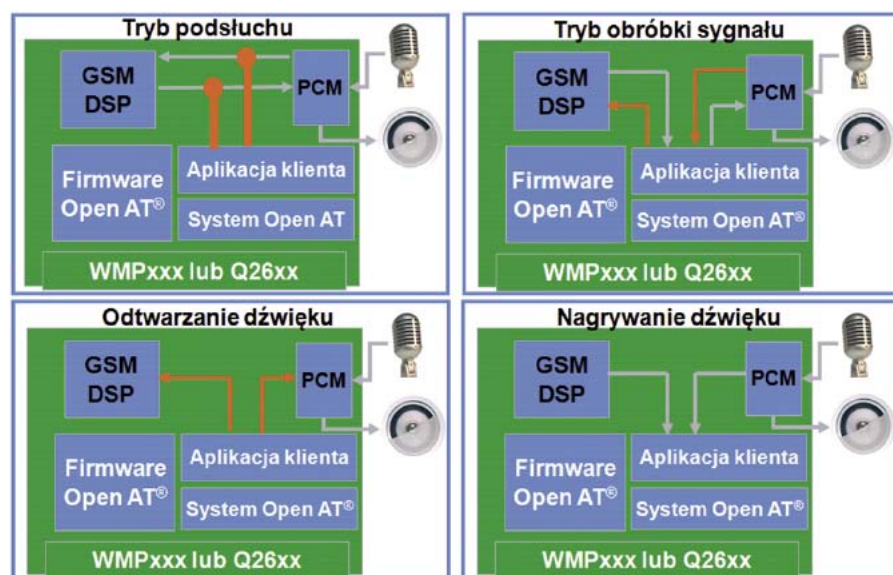 Tryb podsłuchu
GSM
DSP
PCM
Firmware
Open AT®
Aplikacja klienta
System Open AT
WMPxxx lub Q26xx
Tryb obróbki sygnału
GSM
DSP
PCM
Firmware
Open AT®
Aplikacja klienta
System Open AT®
WMPxxx lub Q26xx
Odtwarzanie dźwięku
GSM
DSP
PCM
Firmware
Open AT®
Aplikacja klienta
System Open AT®
WMPxxx lub Q26xx
Nagrywanie dźwięku
GSM
DSP
PCM
Firmware
Open AT®
Aplikacja klienta
System Open AT®
WMPxxx lub Q26xx